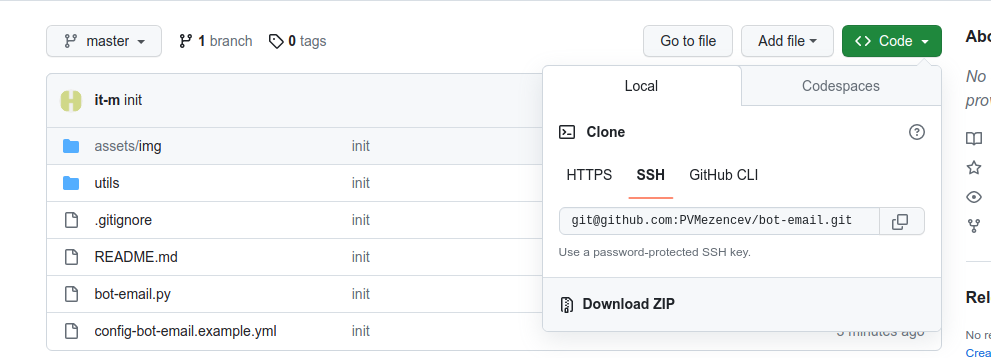 master
1 branch
0 tags
Go to file
Add file
<> Code
it-m init
assets/img init
utils init
.gitignore init
README.md init
bot-email.py init
config-bot-email.example.yml init
Local
Codespaces
Clone
HTTPS
SSH
GitHub CLI
git@github.com:PVMezencev/bot-email.git
Use a password-protected SSH key.
Download ZIP
minutes ago
Abo
No
prov
Rel
No re
Crea